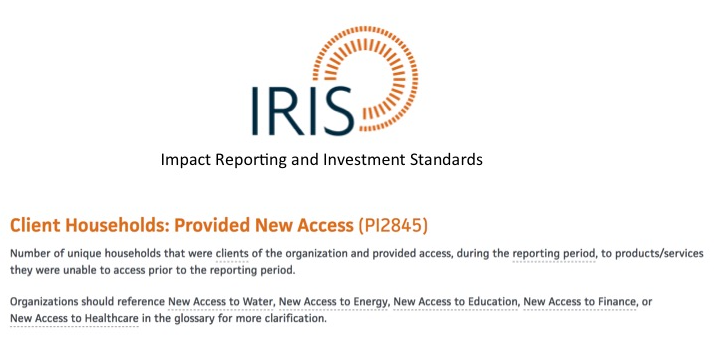 IRIS
Impact Reporting and Investment Standards
Client Households: Provided New Access (PI2845)
Number of unique households that were clients of the organization and provided access, during the reporting period, to products/services
they were unable to access prior to the reporting period.
Organizations should reference New Access to Water, New Access to Energy, New Access to Education, New Access to Finance, or
New Access to Healthcare in the glossary for more clarification.